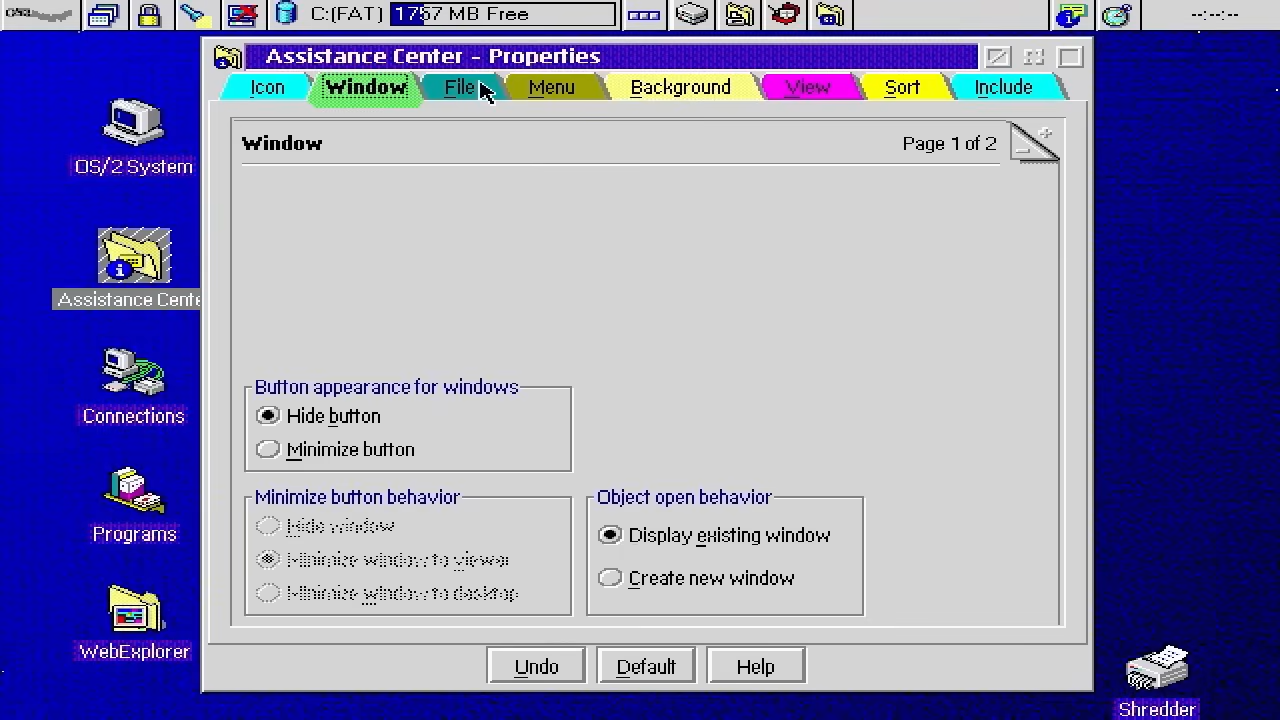 C:(FAT) 1757 MB Free
--:--:--
Assistance Center - Properties
Icon Window File Menu Background View Sort Include
Window
Page 1 of 2
OS/2 System
Assistance Cente
Connections
Programs
WebExplorer
Shredder
Button appearance for windows
Hide button
Minimize button
Minimize button behavior
Hide window
Minimize window to viewer
Minimize window to desktop
Object open behavior
Display existing window
Create new window
Undo Default Help